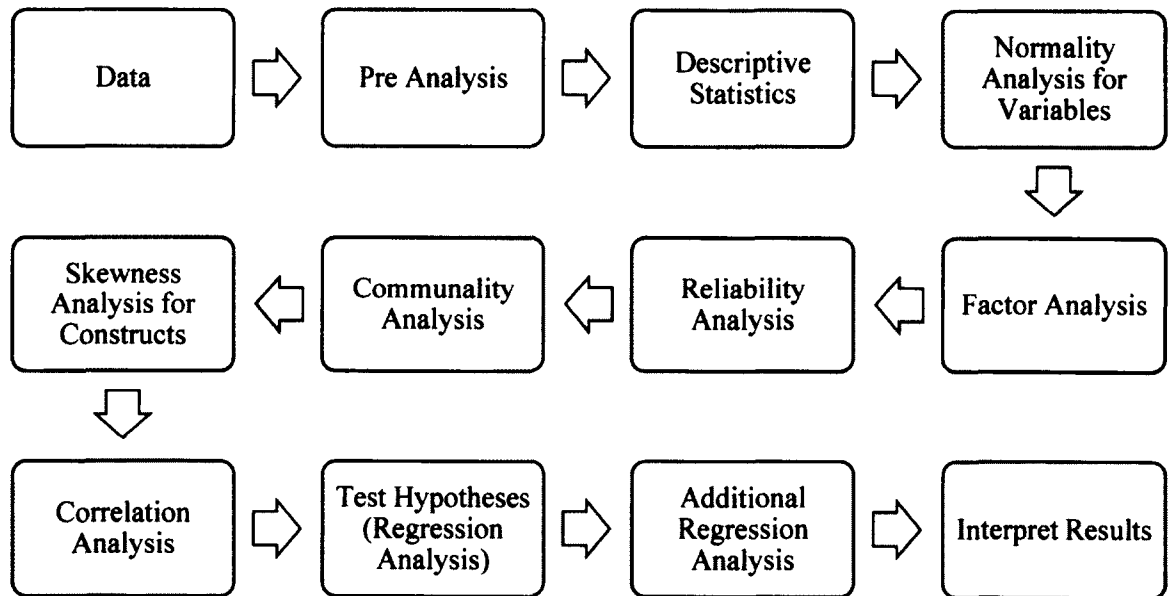 Data
Pre Analysis
Descriptive
Statistics
Normality
Analysis for
Variables
Factor Analysis
Reliability
Analysis
Communality
Analysis
Skewness
Analysis for
Constructs
Correlation
Analysis
Test Hypotheses
(Regression
Analysis)
Additional
Regression
Analysis
Interpret Results